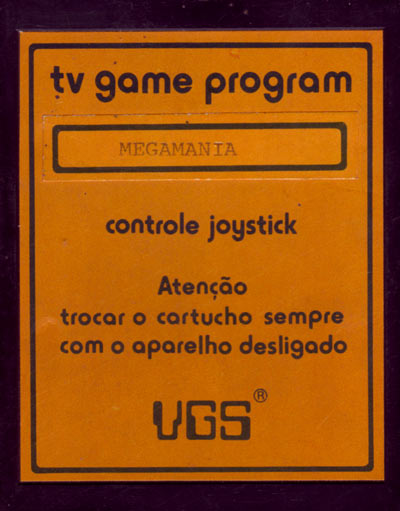 tv game program
MEGAMANIA
controle joystick
Atenção
trocar o cartucho sempre
com o aparelho desligado
VGS®